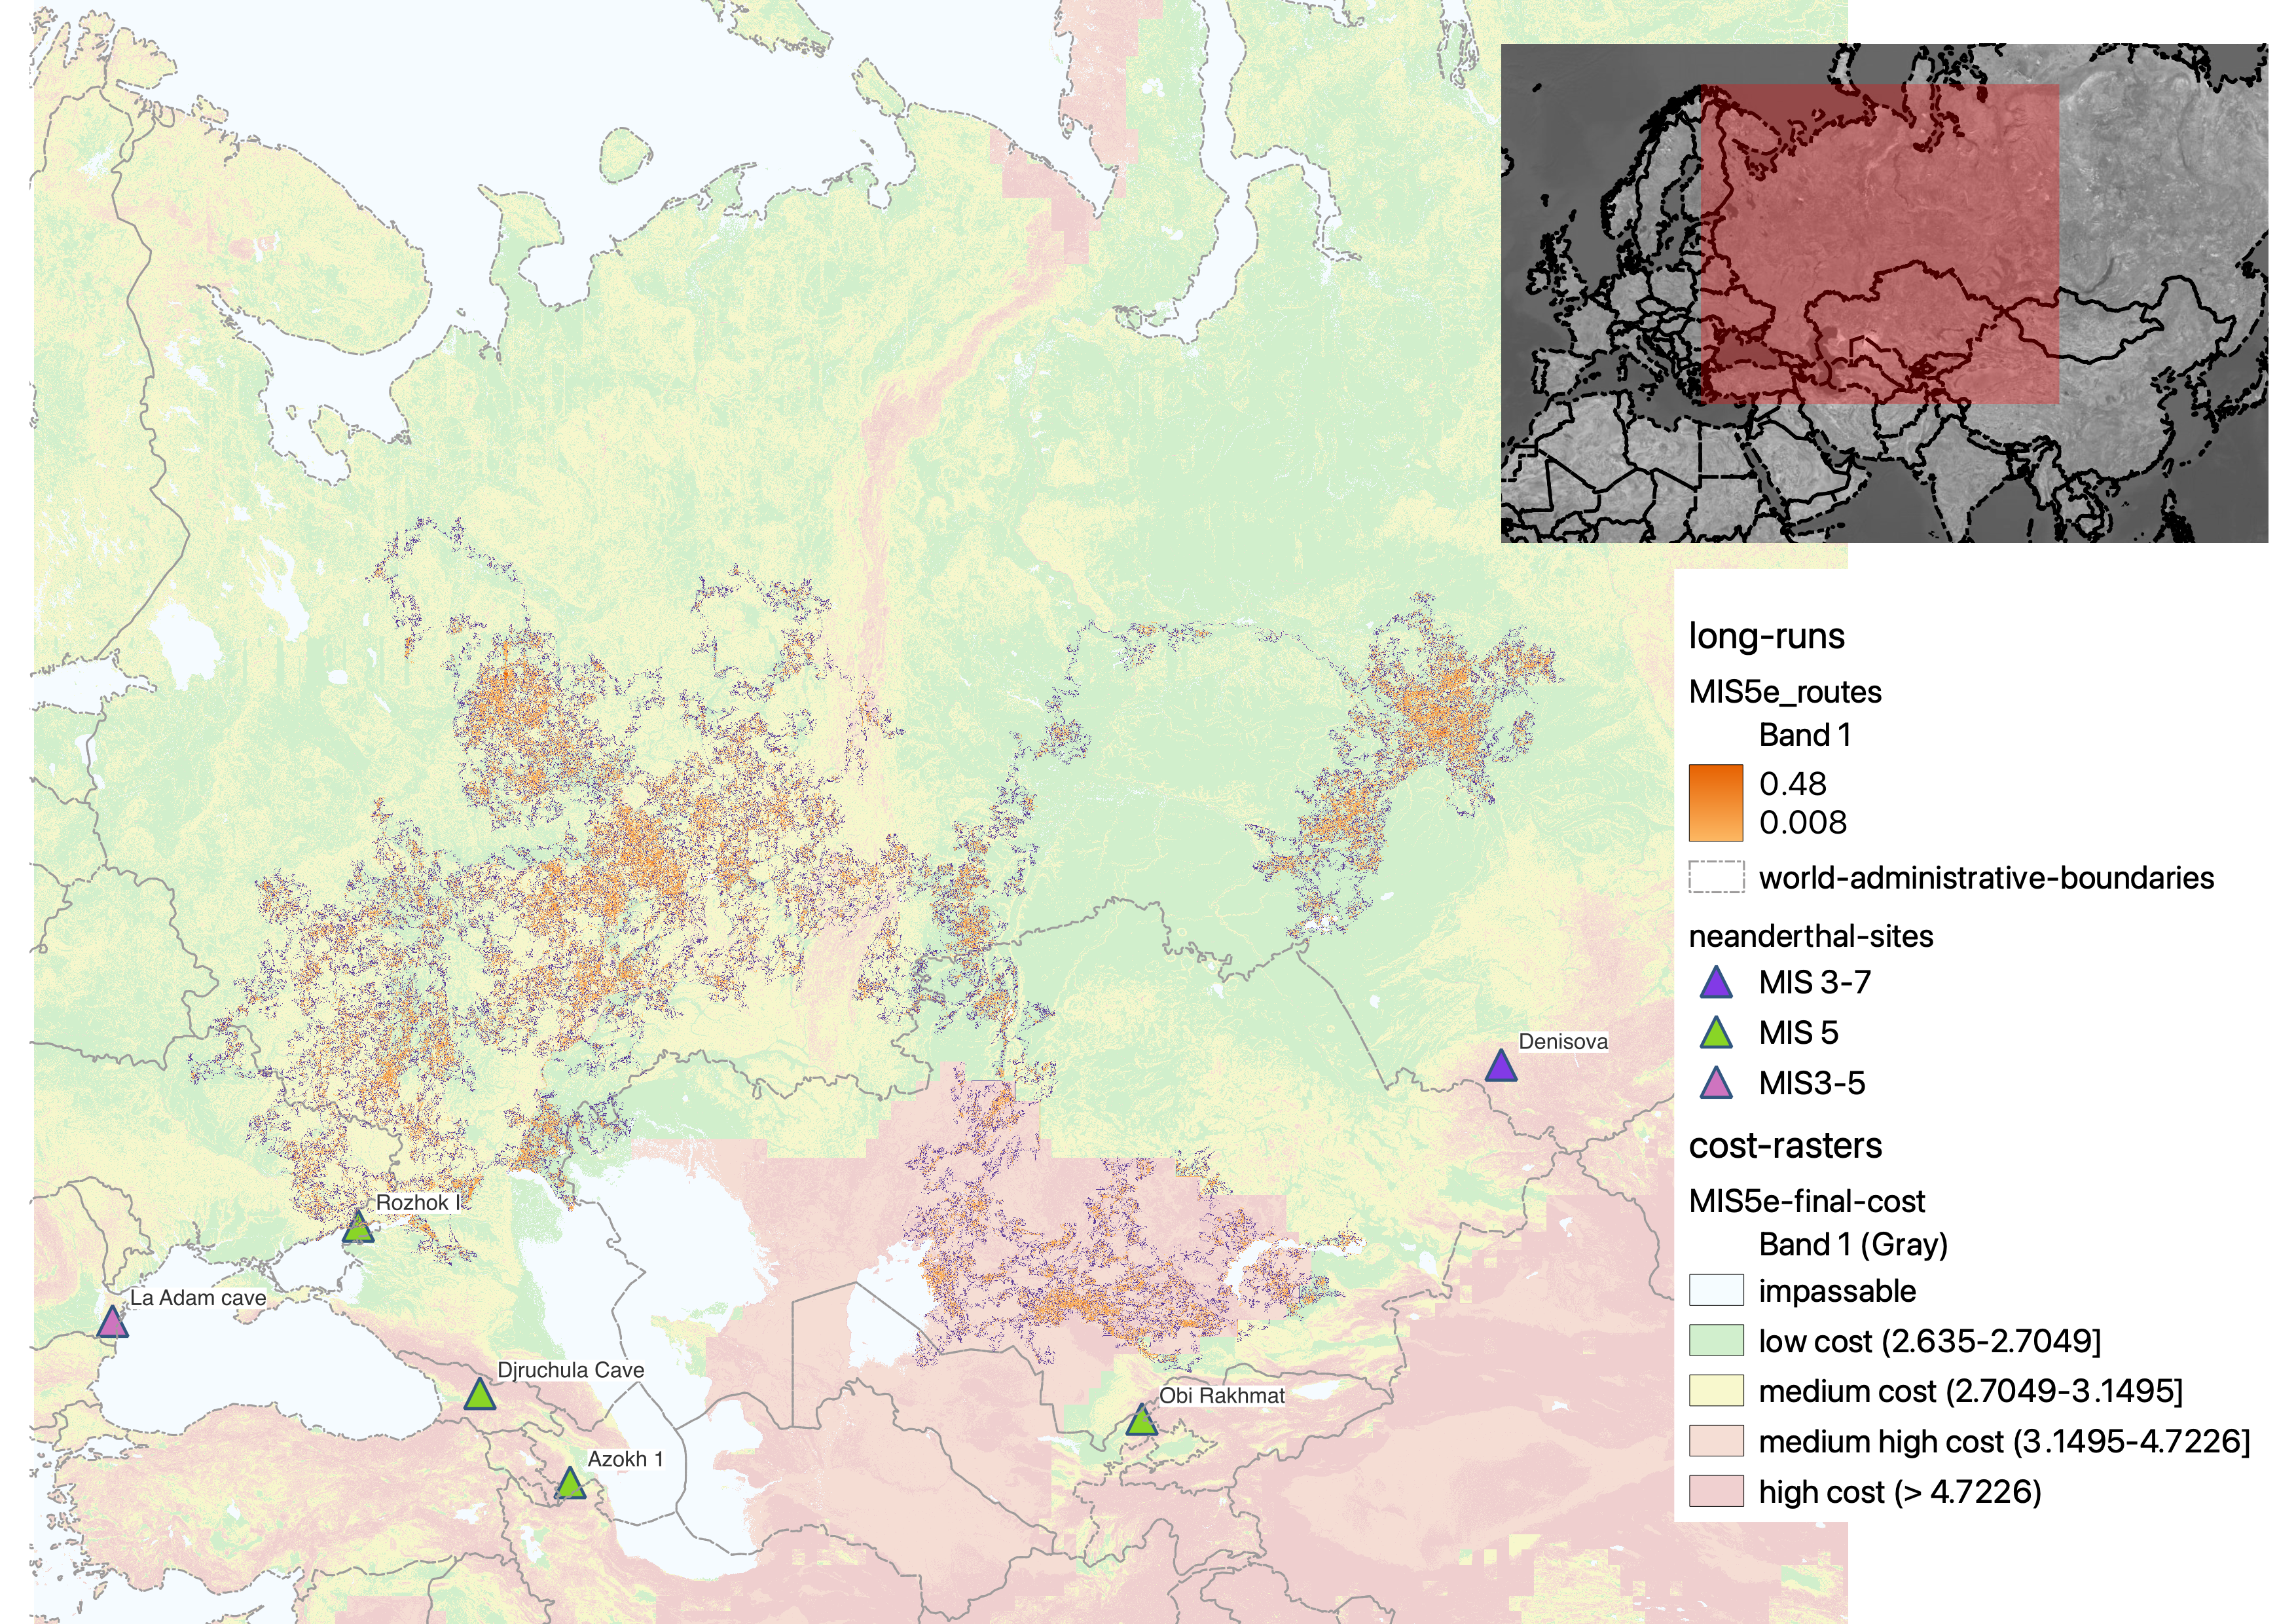 long-runs
MIS5e_routes
Band 1
0.48
0.008
world-administrative-boundaries
neanderthal-sites
MIS 3-7
MIS 5
MIS3-5
cost-rasters
MIS5e-final-cost
Band 1 (Gray)
impassable
low cost (2.635-2.7049]
medium cost (2.7049-3.1495]
medium high cost (3.1495-4.7226]
high cost (> 4.7226)
Denisova
Rozhok I
La Adam cave
Djruchula Cave
Obi Rakhmat
Azokh 1